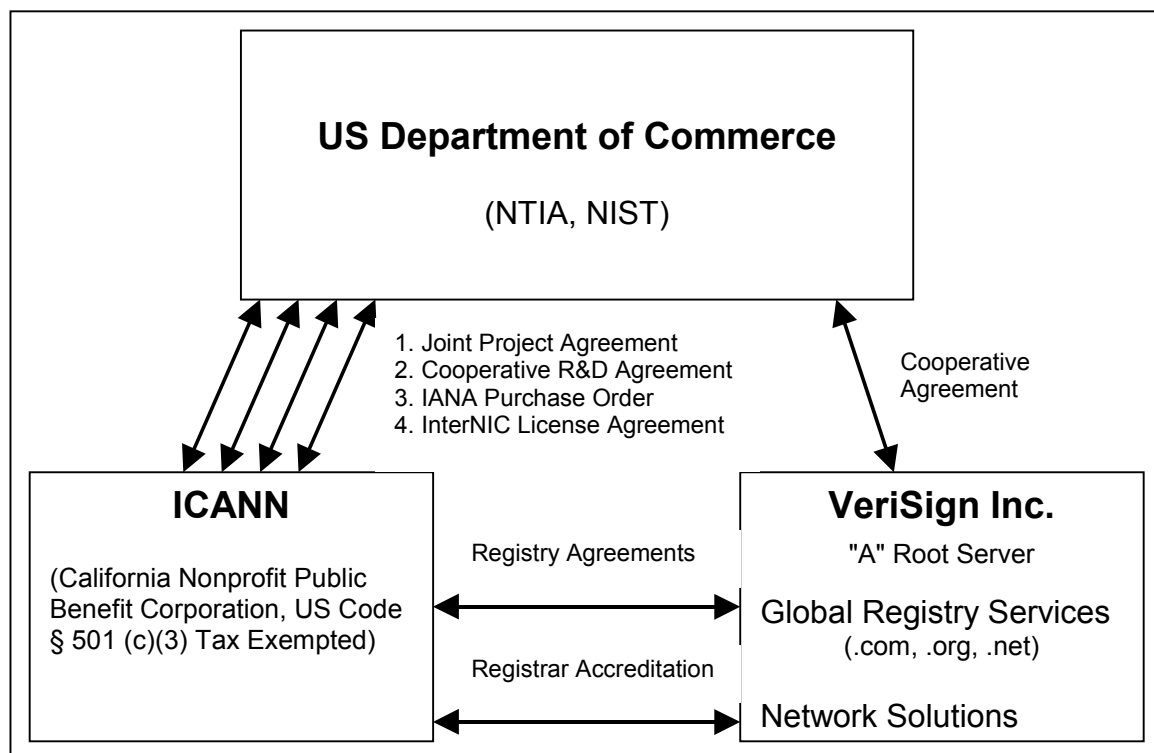 US Department of Commerce
(NTIA, NIST)
1. Joint Project Agreement
2. Cooperative R&D Agreement
3. IANA Purchase Order
4. InterNIC License Agreement
Cooperative
Agreement
ICANN
(California Nonprofit Public
Benefit Corporation, US Code
§ 501 (c)(3) Tax Exempted)
Registry Agreements
Registrar Accreditation
VeriSign Inc.
"A" Root Server
Global Registry Services
(.com, .org, .net)
Network Solutions